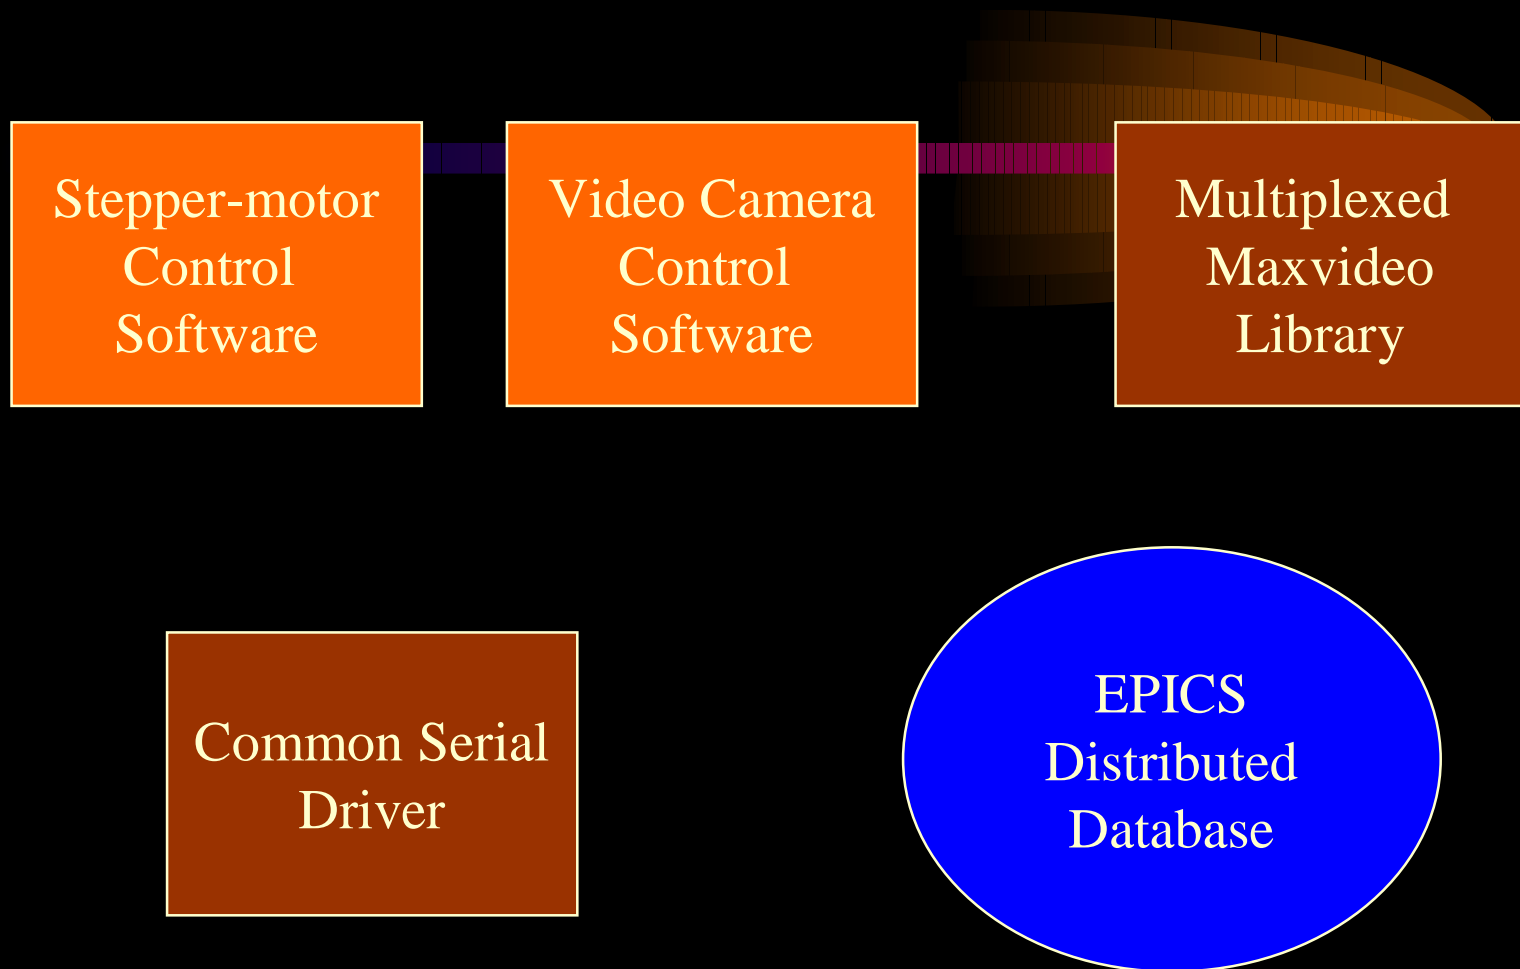 Stepper-motor
Control
Software
Video Camera
Control
Software
Multiplexed
Maxvideo
Library
Common Serial
Driver
EPICS
Distributed
Database